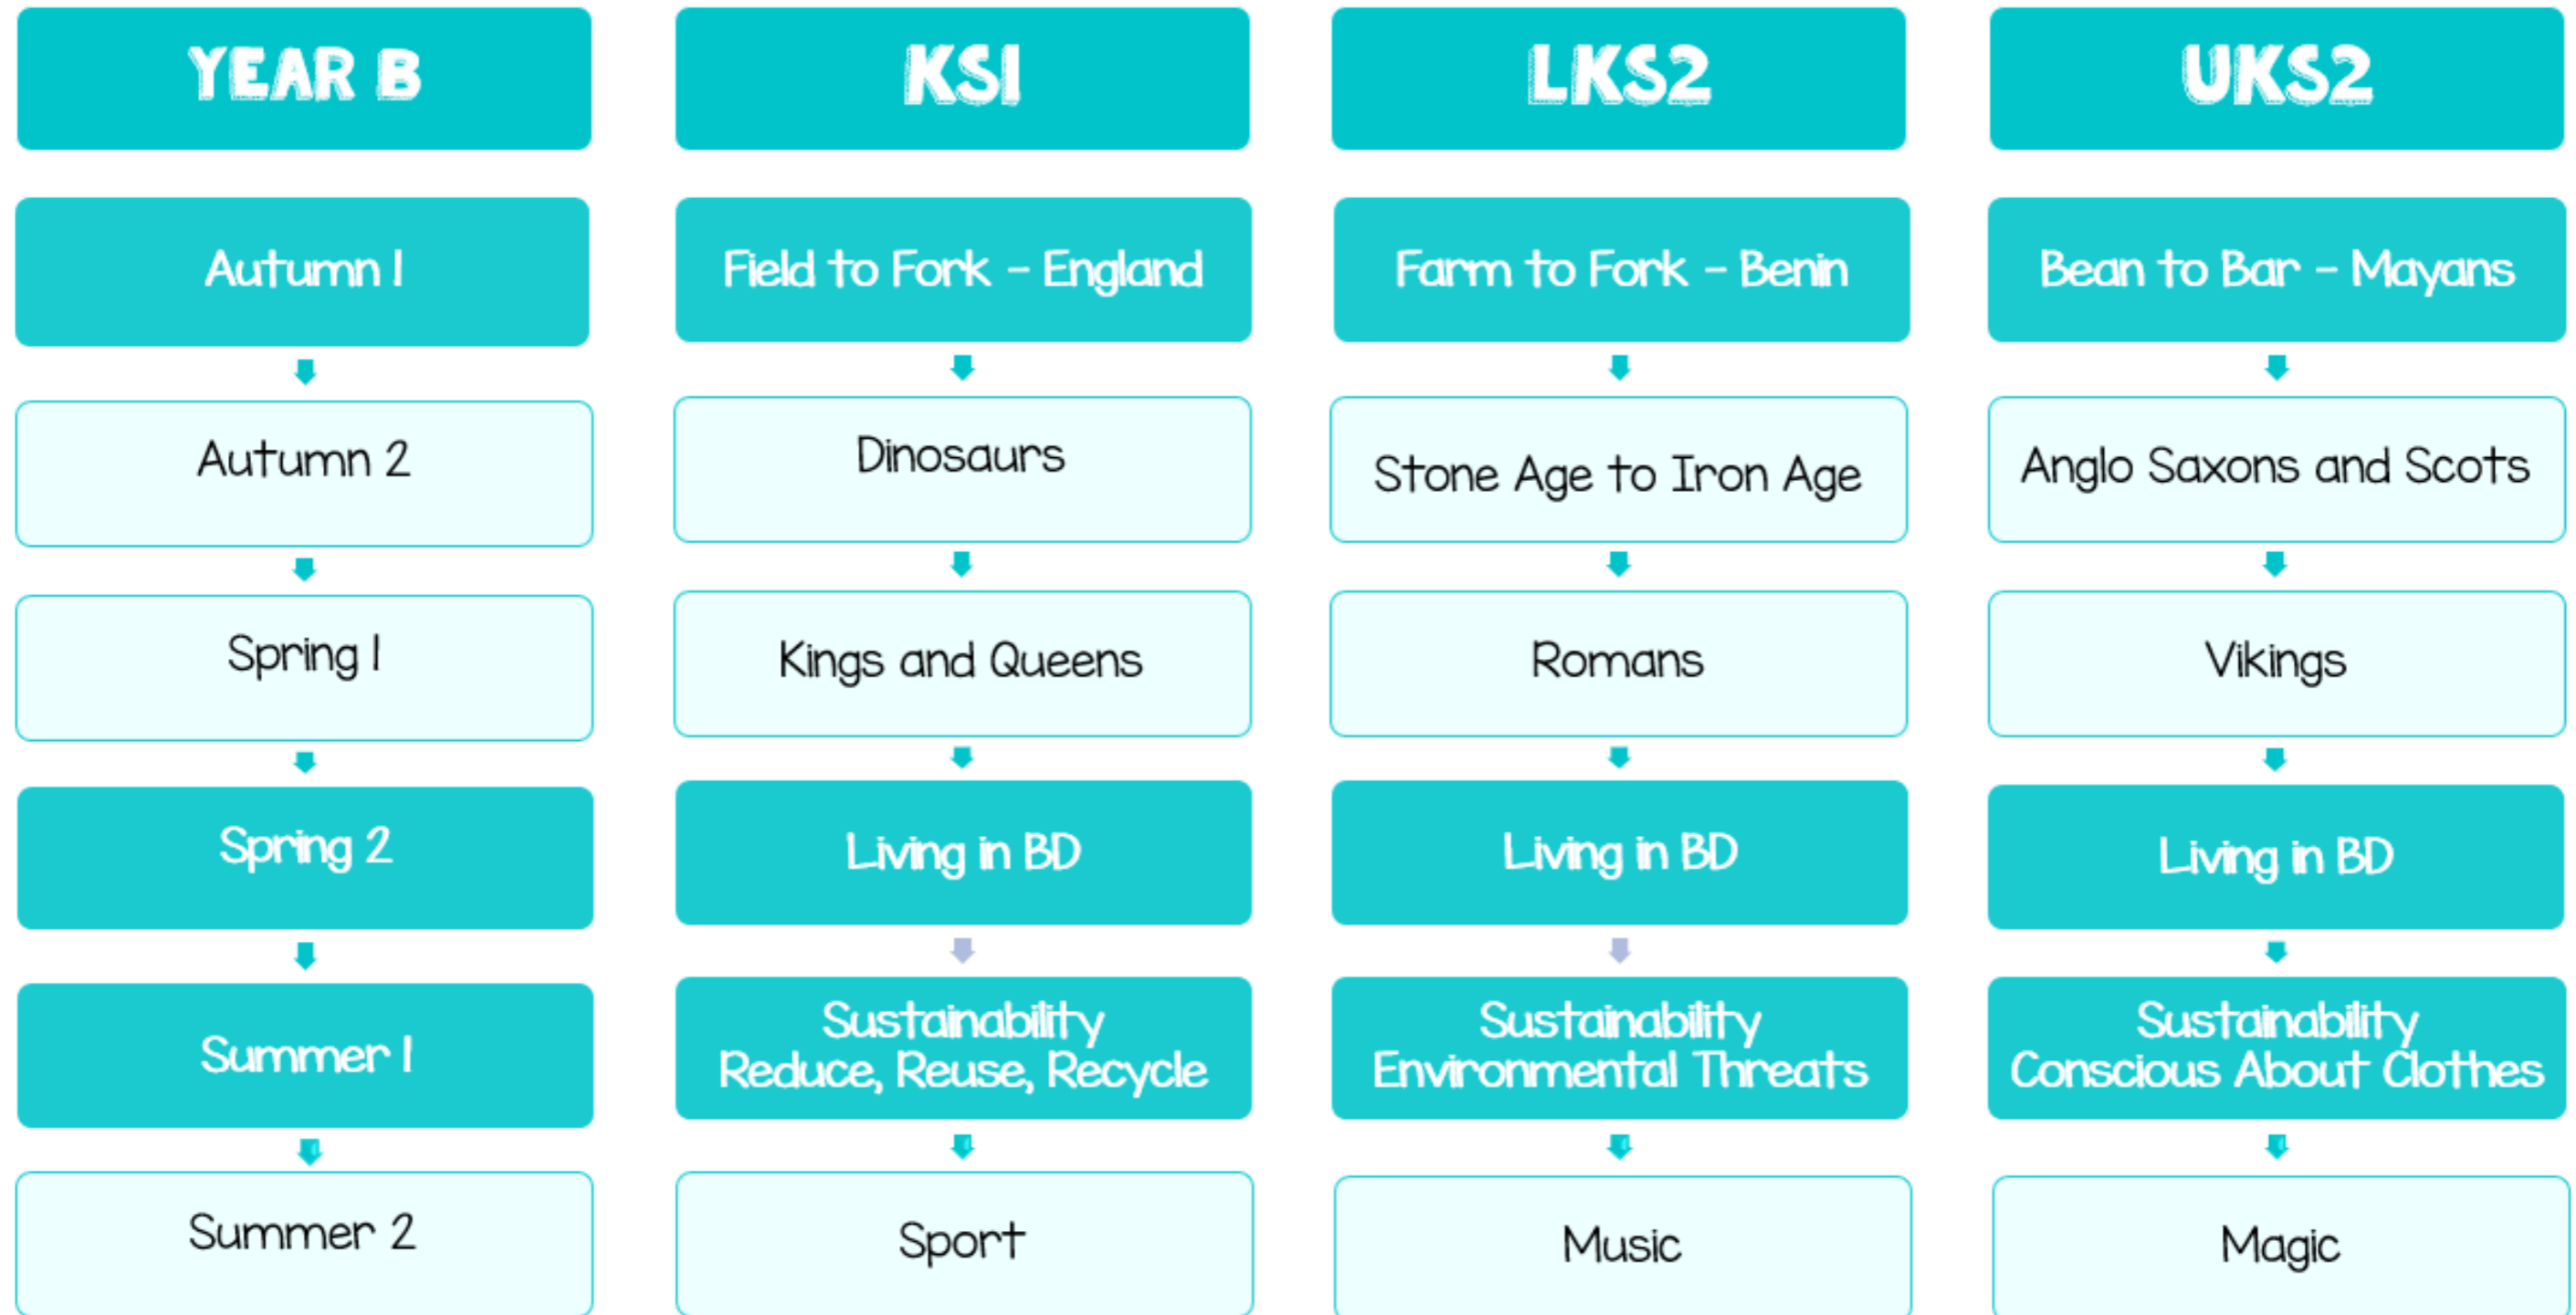 YEAR B
KS1
LKS2
UKS2
Autumn 1
Field to Fork - England
Farm to Fork - Benin
Bean to Bar - Mayans
Autumn 2
Dinosaurs
Stone Age to Iron Age
Anglo Saxons and Scots
Spring 1
Kings and Queens
Romans
Vikings
Spring 2
Living in BD
Living in BD
Living in BD
Summer 1
Sustainability
Reduce, Reuse, Recycle
Sustainability
Environmental Threats
Sustainability
Conscious About Clothes
Summer 2
Sport
Music
Magic